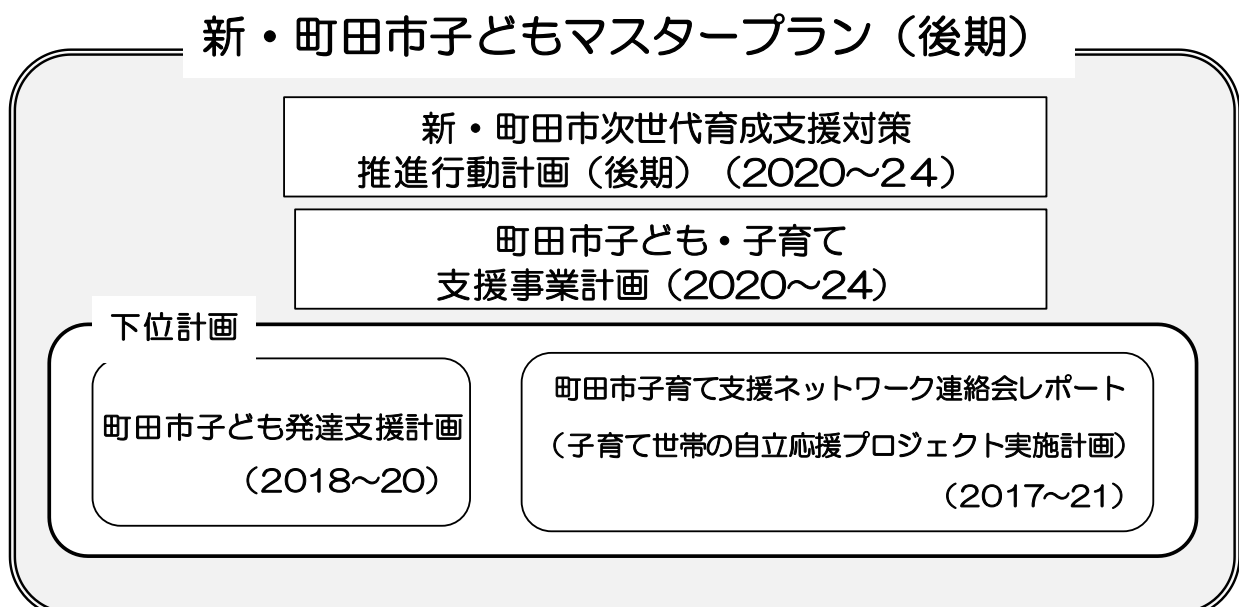 新・町田市子どもマスタープラン（後期）
新・町田市次世代育成支援対策
推進行動計画（後期）（2020～24）
町田市子ども・子育て
支援事業計画（2020～24）
下位計画
町田市子ども発達支援計画
（2018～20）
町田市子育て支援ネットワーク連絡会レポート
（子育て世帯の自立応援プロジェクト実施計画）
（2017～21）